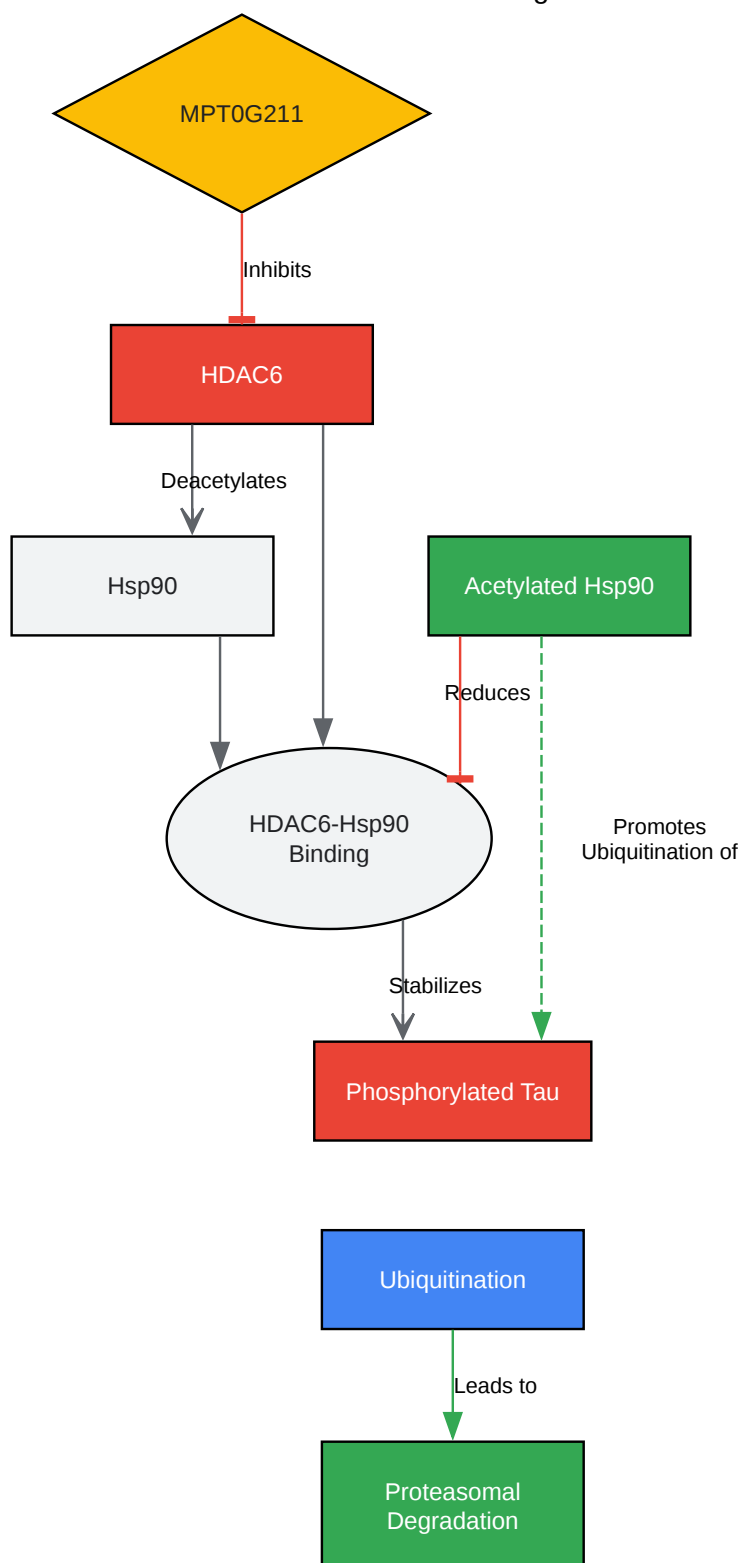 MPT0G211
Inhibits
HDAC6
Deacetylates
Hsp90
Acetylated Hsp90
Reduces
HDAC6-Hsp90
Binding
Promotes
Ubiquitination of
Stabilizes
Phosphorylated Tau
Ubiquitination
Leads to
Proteasomal
Degradation